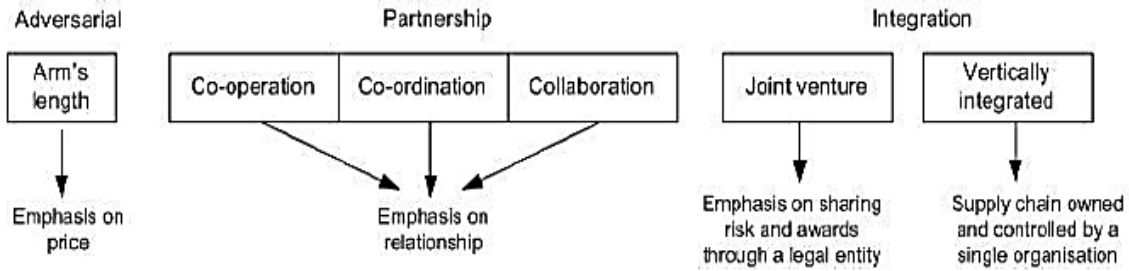 Adversarial
Partnership
Integration
Arm's
length
Co-operation
Co-ordination
Collaboration
Joint venture
Vertically
integrated
Emphasis on
price
Emphasis on
relationship
Emphasis on sharing
risk and awards
through a legal entity
Supply chain owned
and controlled by a
single organisation